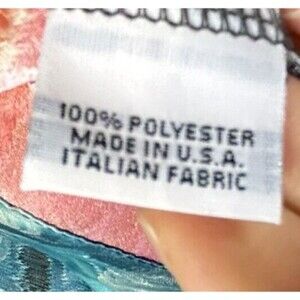 100% POLYESTER
MADE IN U.S.A.
ITALIAN FABRIC